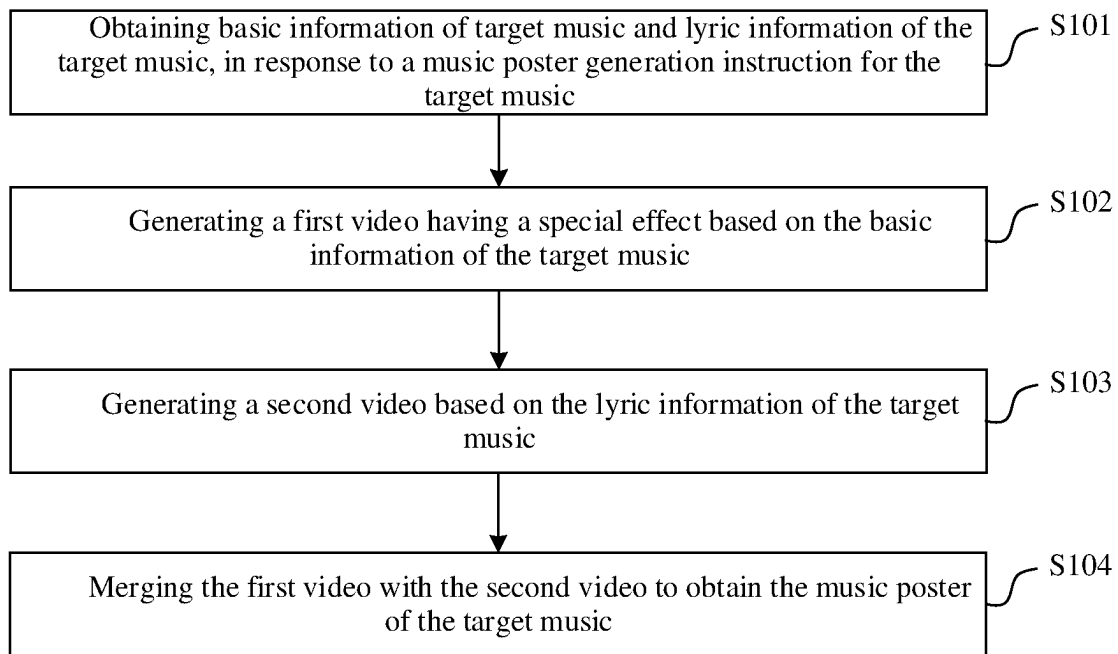 Obtaining basic information of target music and lyric information of the
target music, in response to a music poster generation instruction for the
target music
S101
Generating a first video having a special effect based on the basic
information of the target music
S102
Generating a second video based on the lyric information of the target
music
S103
Merging the first video with the second video to obtain the music poster
of the target music
S104